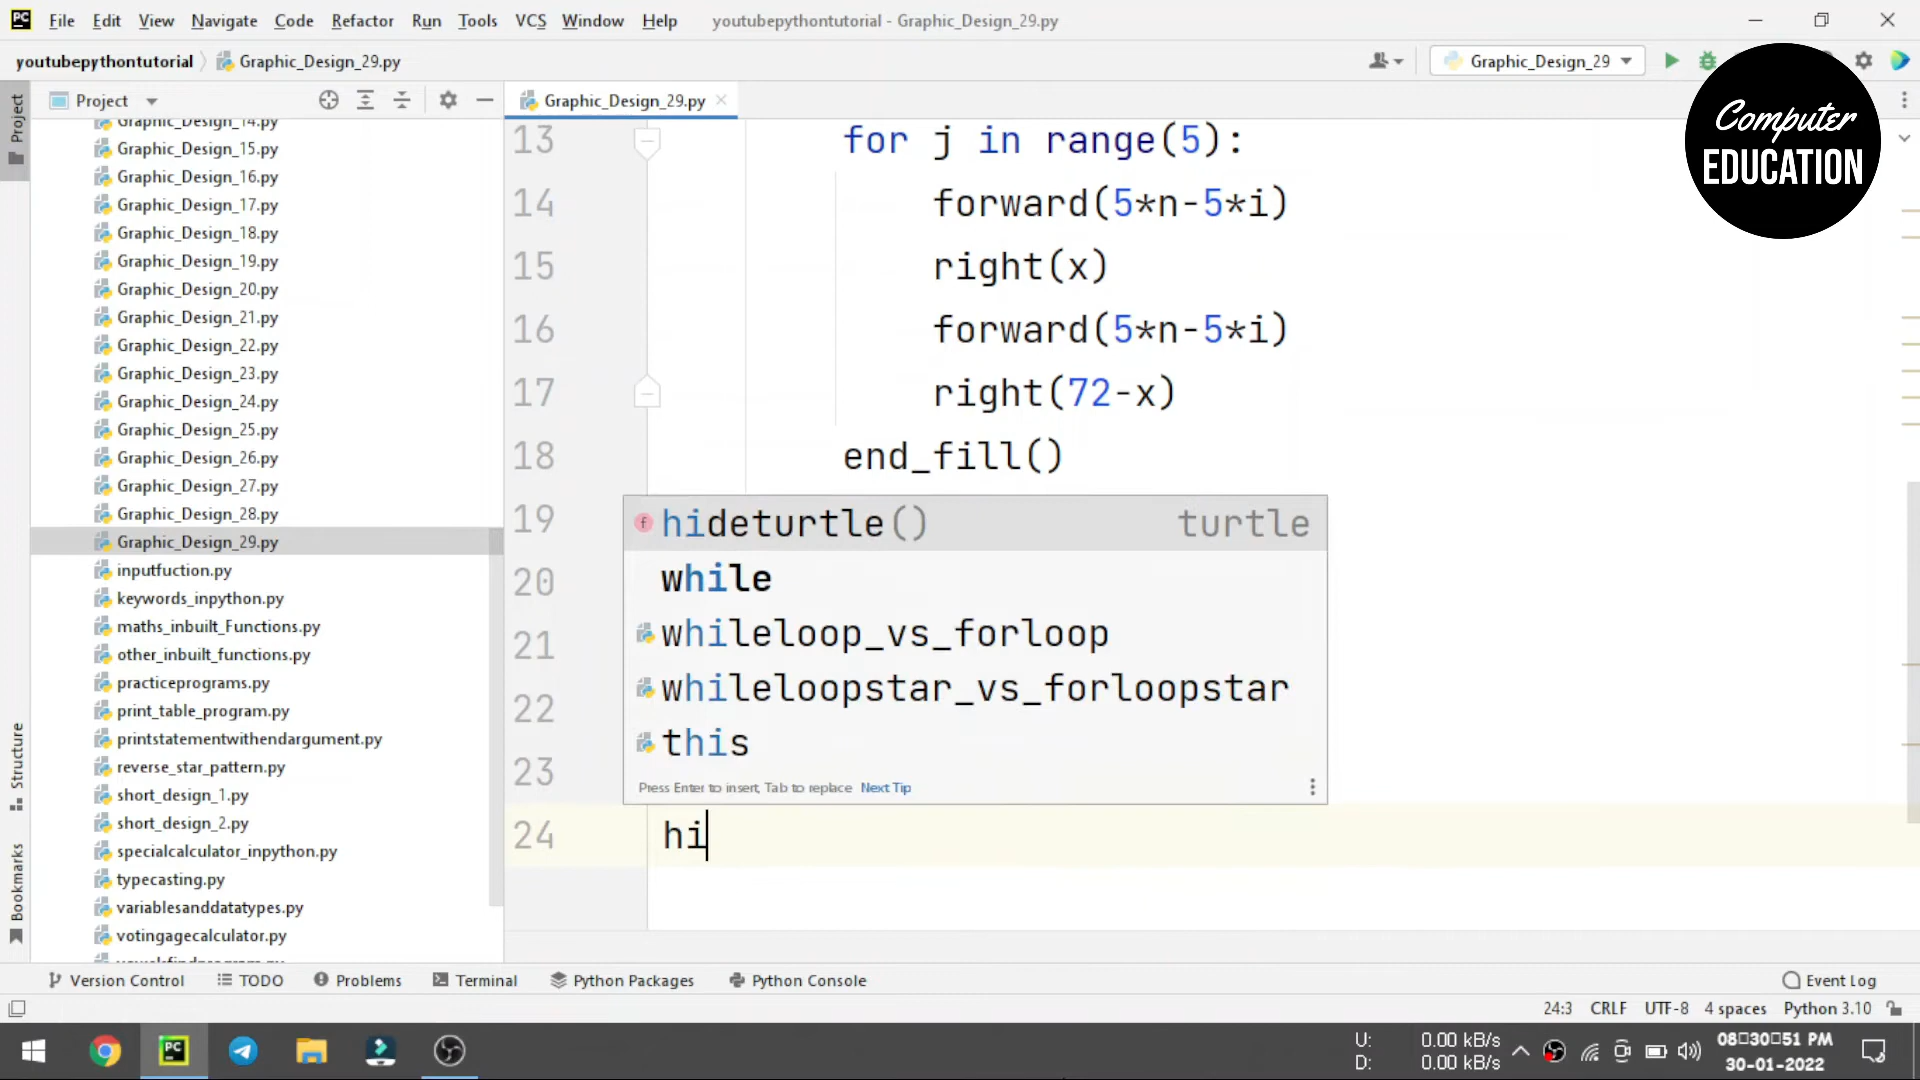 File Edit View Navigate Code Refactor Run Tools VCS Window Help youtubepythontutorial - Graphic_Design_29.py
youtubepythontutorial Graphic_Design_29.py Graphic_Design_29
Computer
EDUCATION
Project
Project
Graphic_Design_29.py
Graphic_Design_14.py
Graphic_Design_15.py
Graphic_Design_16.py
Graphic_Design_17.py
Graphic_Design_18.py
Graphic_Design_19.py
Graphic_Design_20.py
Graphic_Design_21.py
Graphic_Design_22.py
Graphic_Design_23.py
Graphic_Design_24.py
Graphic_Design_25.py
Graphic_Design_26.py
Graphic_Design_27.py
Graphic_Design_28.py
Graphic_Design_29.py
inputfuction.py
keywords_inpython.py
maths_inbuilt_Functions.py
other_inbuilt_functions.py
practiceprograms.py
print_table_program.py
printstatementwithendargument.py
reverse_star_pattern.py
short_design_1.py
short_design_2.py
specialcalculator_inpython.py
typecasting.py
variablesanddatatypes.py
votingagecalculator.py
Structure
Bookmarks
13 for j in range(5):
14 forward(5*n-5*i)
15 right(x)
16 forward(5*n-5*i)
17 right(72-x)
18 end_fill()
19
20
21
22
23
24 hi
hideturtle() turtle
while
whileloop_vs_forloop
whileloopstar_vs_forloopstar
this
Press Enter to insert, Tab to replace Next Tip
Version Control TODO Problems Terminal Python Packages Python Console Event Log
24:3 CRLF UTF-8 4 spaces Python 3.10
U: 0.00 kB/s
D: 0.00 kB/s
08□30□51 PM
30-01-2022